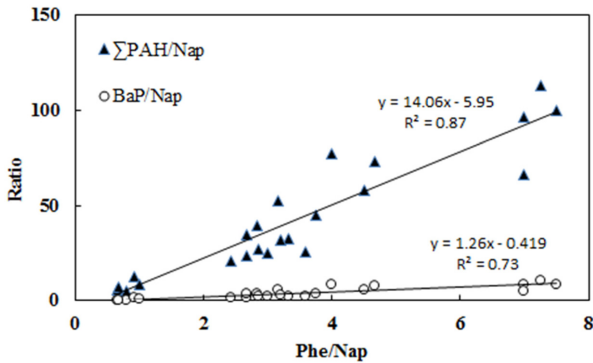 150
∑PAH/Nap
BaP/Nap
y = 14.06x - 5.95
R² = 0.87
100
Ratio
50
y = 1.26x - 0.419
R² = 0.73
0
0 2 4 6 8
Phe/Nap